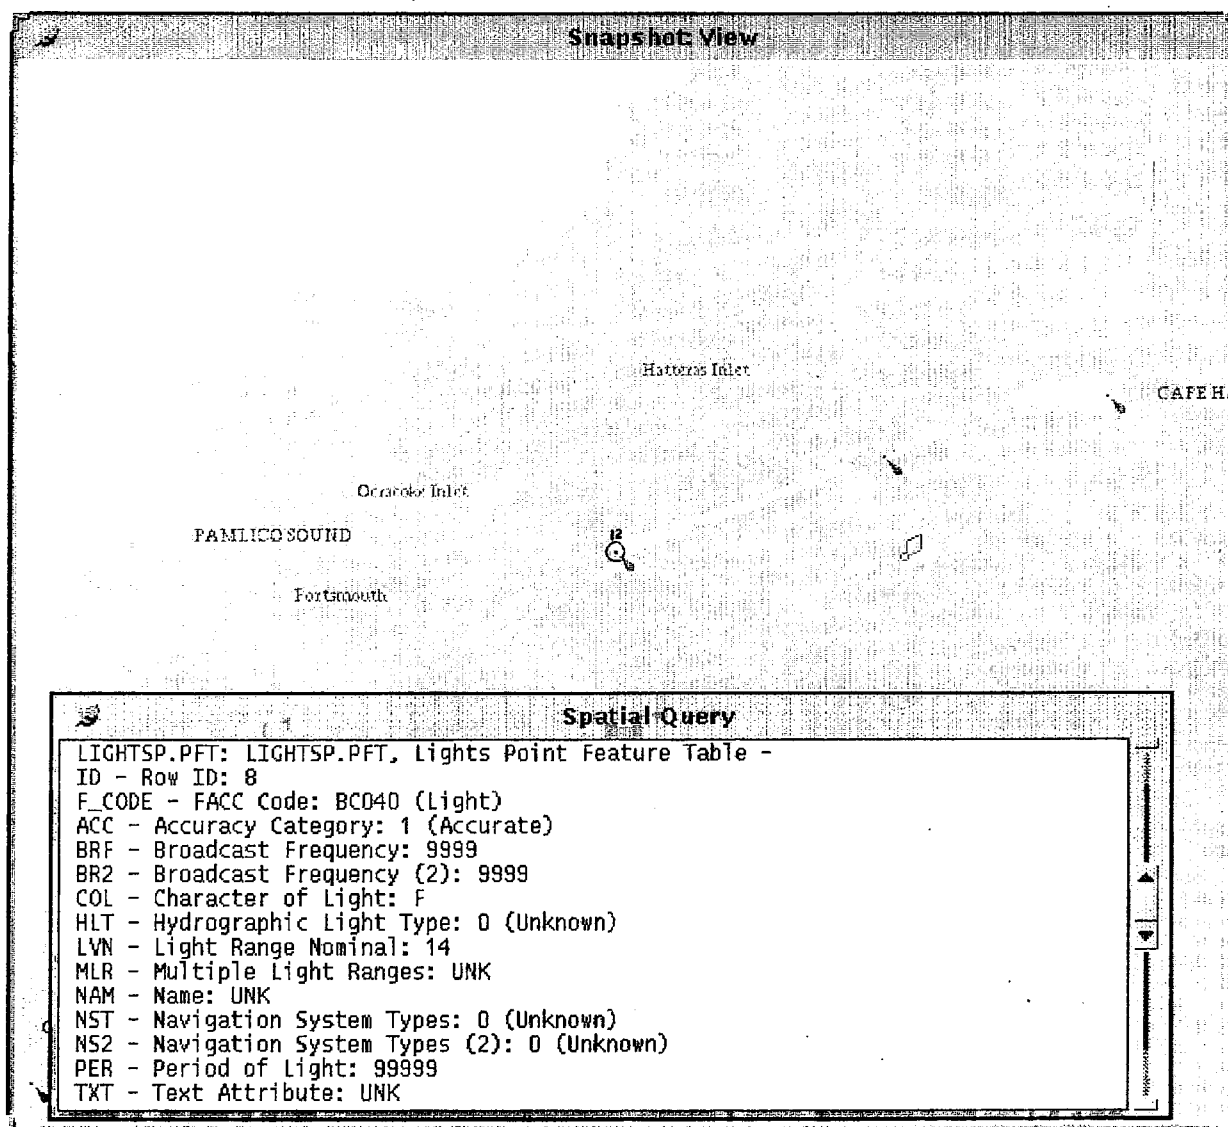 Snapshot: View
Hatteras Inlet
CAPE H
Ocracoke Inlet
PAMLICO SOUND
12
Portsmouth
Spatial Query
LIGHTSP.PFT: LIGHTSP.PFT, Lights Point Feature Table -
ID - Row ID: 8
F_CODE - FACC Code: BC040 (Light)
ACC - Accuracy Category: 1 (Accurate)
BRF - Broadcast Frequency: 9999
BR2 - Broadcast Frequency (2): 9999
COL - Character of Light: F
HLT - Hydrographic Light Type: 0 (Unknown)
LVN - Light Range Nominal: 14
MLR - Multiple Light Ranges: UNK
NAM - Name: UNK
NST - Navigation System Types: 0 (Unknown)
NS2 - Navigation System Types (2): 0 (Unknown)
PER - Period of Light: 99999
TXT - Text Attribute: UNK